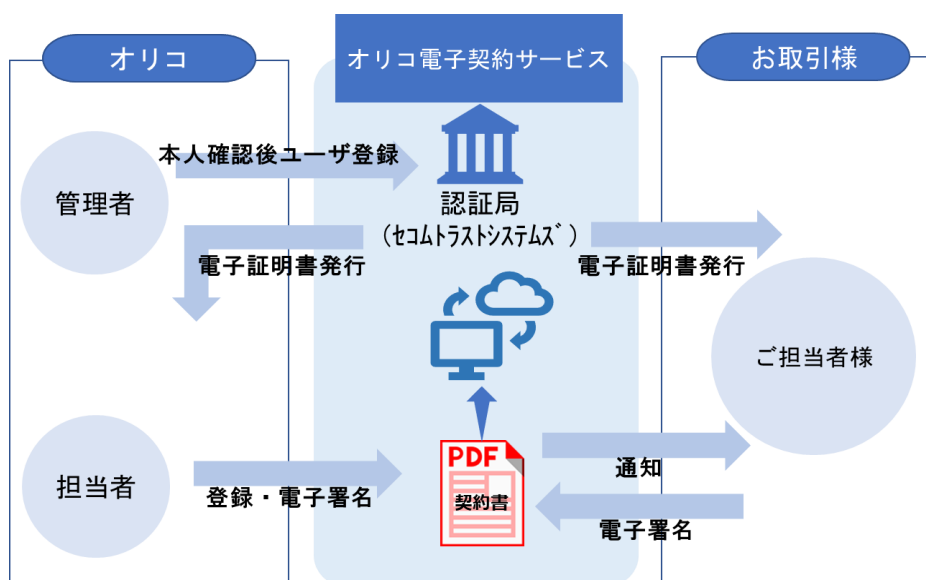 オリコ
オリコ電子契約サービス
お取引様
本人確認後ユーザ登録
管理者
認証局
（ｾｺﾑﾄﾗｽﾄｼｽﾃﾑｽﾞ）
電子証明書発行
電子証明書発行
ご担当者様
担当者
登録・電子署名
PDF
契約書
通知
電子署名